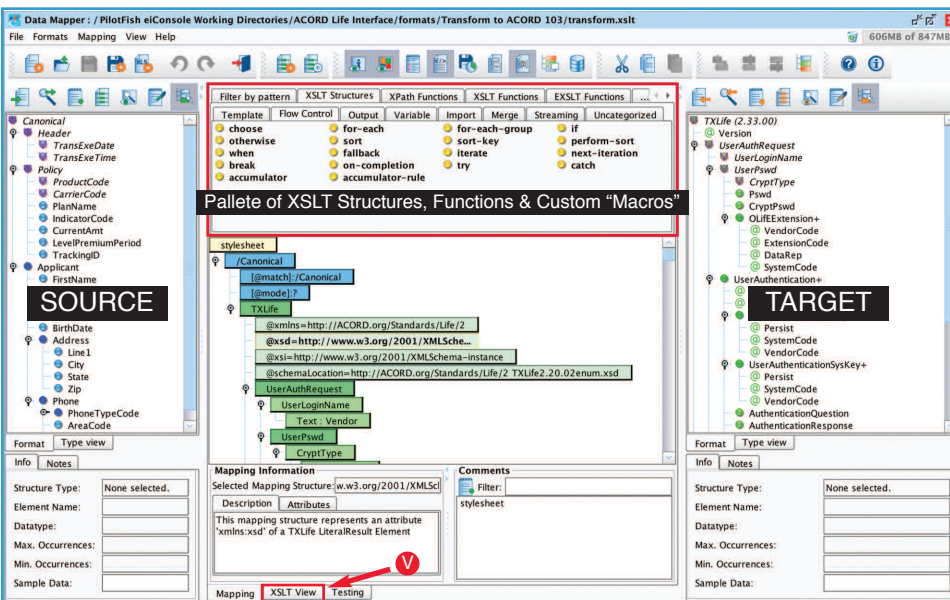 Data Mapper : / PilotFish eiConsole Working Directories/ACORD Life Interface/formats/Transform to ACORD 103/transform.xslt
File Formats Mapping View Help
606MB of 847MB
Filter by pattern XSLT Structures XPath Functions XSLT Functions EXSLT Functions ...
Template Flow Control Output Variable Import Merge Streaming Uncategorized
choose for-each for-each-group if
otherwise sort sort-key perform-sort
when fallback iterate next-iteration
break on-completion try catch
accumulator accumulator-rule
Pallete of XSLT Structures, Functions & Custom “Macros”
Canonical
Header
TransExeDate
TransExeTime
Policy
ProductCode
CarrierCode
PlanName
IndicatorCode
CurrentAmt
LevelPremiumPeriod
TrackingID
Applicant
FirstName
SOURCE
BirthDate
Address
Line1
City
State
Zip
Phone
PhoneTypeCode
AreaCode
Format Type view
Info Notes
Structure Type: None selected.
Element Name:
Datatype:
Max. Occurrences:
Min. Occurrences:
Sample Data:
stylesheet
/Canonical
[@match]:/Canonical
[@mode]:?
TXLife
@xmlns=http://ACORD.org/Standards/Life/2
@xsd=http://www.w3.org/2001/XMLSche...
@xsi=http://www.w3.org/2001/XMLSchema-instance
@schemaLocation=http://ACORD.org/Standards/Life/2 TXLife2.20.02enum.xsd
UserAuthRequest
UserLoginName
Text : Vendor
UserPswd
CryptType
Mapping Information
Selected Mapping Structure: w.w3.org/2001/XMLScl
Description Attributes
This mapping structure represents an attribute
'xmlns:xsd' of a TXLife LiteralResult Element
Comments
Filter:
stylesheet
V
Mapping XSLT View Testing
TXLife (2.33.00)
@ Version
UserAuthRequest
UserLoginName
UserPswd
CryptType
Pswd
CryptPswd
OLifEExtension+
@ VendorCode
@ ExtensionCode
@ DataRep
@ SystemCode
UserAuthentication+
@
@
TARGET
@ Persist
@ SystemCode
@ VendorCode
UserAuthenticationSysKey+
@ Persist
@ SystemCode
@ VendorCode
AuthenticationQuestion
AuthenticationResponse
Format Type view
Info Notes
Structure Type: None selected.
Element Name:
Datatype:
Max. Occurrences:
Min. Occurrences:
Sample Data: